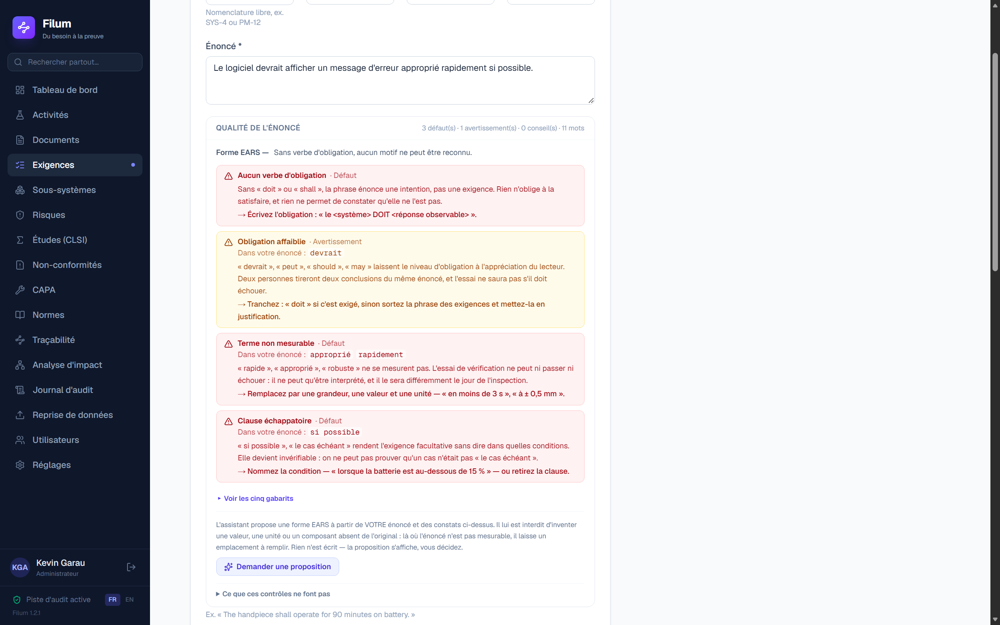 Filum
Du besoin à la preuve
Rechercher partout...
Tableau de bord
Activités
Documents
Exigences
Sous-systèmes
Risques
Études (CLSI)
Non-conformités
CAPA
Normes
Traçabilité
Analyse d'impact
Journal d'audit
Reprise de données
Utilisateurs
Réglages
KGA
Kevin Garau
Administrateur
Piste d'audit active
FR EN
Filum 1.2.1
Nomenclature libre, ex.
SYS-4 ou PM-12
Énoncé *
Le logiciel devrait afficher un message d'erreur approprié rapidement si possible.
QUALITÉ DE L'ÉNONCÉ
3 défaut(s) · 1 avertissement(s) · 0 conseil(s) · 11 mots
Forme EARS — Sans verbe d'obligation, aucun motif ne peut être reconnu.
Aucun verbe d'obligation · Défaut
Sans « doit » ou « shall », la phrase énonce une intention, pas une exigence. Rien n'oblige à la
satisfaire, et rien ne permet de constater qu'elle ne l'est pas.
→ Écrivez l'obligation : « le <système> DOIT <réponse observable> ».
Obligation affaiblie · Avertissement
Dans votre énoncé : devrait
« devrait », « peut », « should », « may » laissent le niveau d'obligation à l'appréciation du lecteur.
Deux personnes tireront deux conclusions du même énoncé, et l'essai ne saura pas s'il doit
échouer.
→ Tranchez : « doit » si c'est exigé, sinon sortez la phrase des exigences et mettez-la en
justification.
Terme non mesurable · Défaut
Dans votre énoncé : approprié rapidement
« rapide », « approprié », « robuste » ne se mesurent pas. L'essai de vérification ne peut ni passer ni
échouer : il ne peut qu'être interprété, et il le sera différemment le jour de l'inspection.
→ Remplacez par une grandeur, une valeur et une unité — « en moins de 3 s », « à ± 0,5 mm ».
Clause échappatoire · Défaut
Dans votre énoncé : si possible
« si possible », « le cas échéant » rendent l'exigence facultative sans dire dans quelles conditions.
Elle devient invérifiable : on ne peut pas prouver qu'un cas n'était pas « le cas échéant ».
→ Nommez la condition — « lorsque la batterie est au-dessous de 15 % » — ou retirez la clause.
Voir les cinq gabarits
L'assistant propose une forme EARS à partir de VOTRE énoncé et des constats ci-dessus. Il lui est interdit d'inventer
une valeur, une unité ou un composant absent de l'original : là où l'énoncé n'est pas mesurable, il laisse un
emplacement à remplir. Rien n'est écrit — la proposition s'affiche, vous décidez.
Demander une proposition
Ce que ces contrôles ne font pas
Ex. « The handpiece shall operate for 90 minutes on battery. »